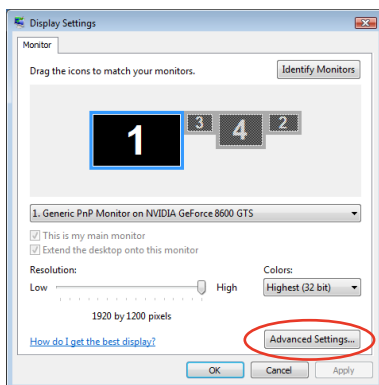 Display Settings
Monitor
Drag the icons to match your monitors.
Identify Monitors
1
3
4
2
1. Generic PnP Monitor on NVIDIA GeForce 8600 GTS
This is my main monitor
Extend the desktop onto this monitor
Resolution:
Colors:
Low
High
Highest (32 bit)
1920 by 1200 pixels
How do I get the best display?
Advanced Settings...
OK
Cancel
Apply